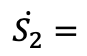 Ṡ₂ =